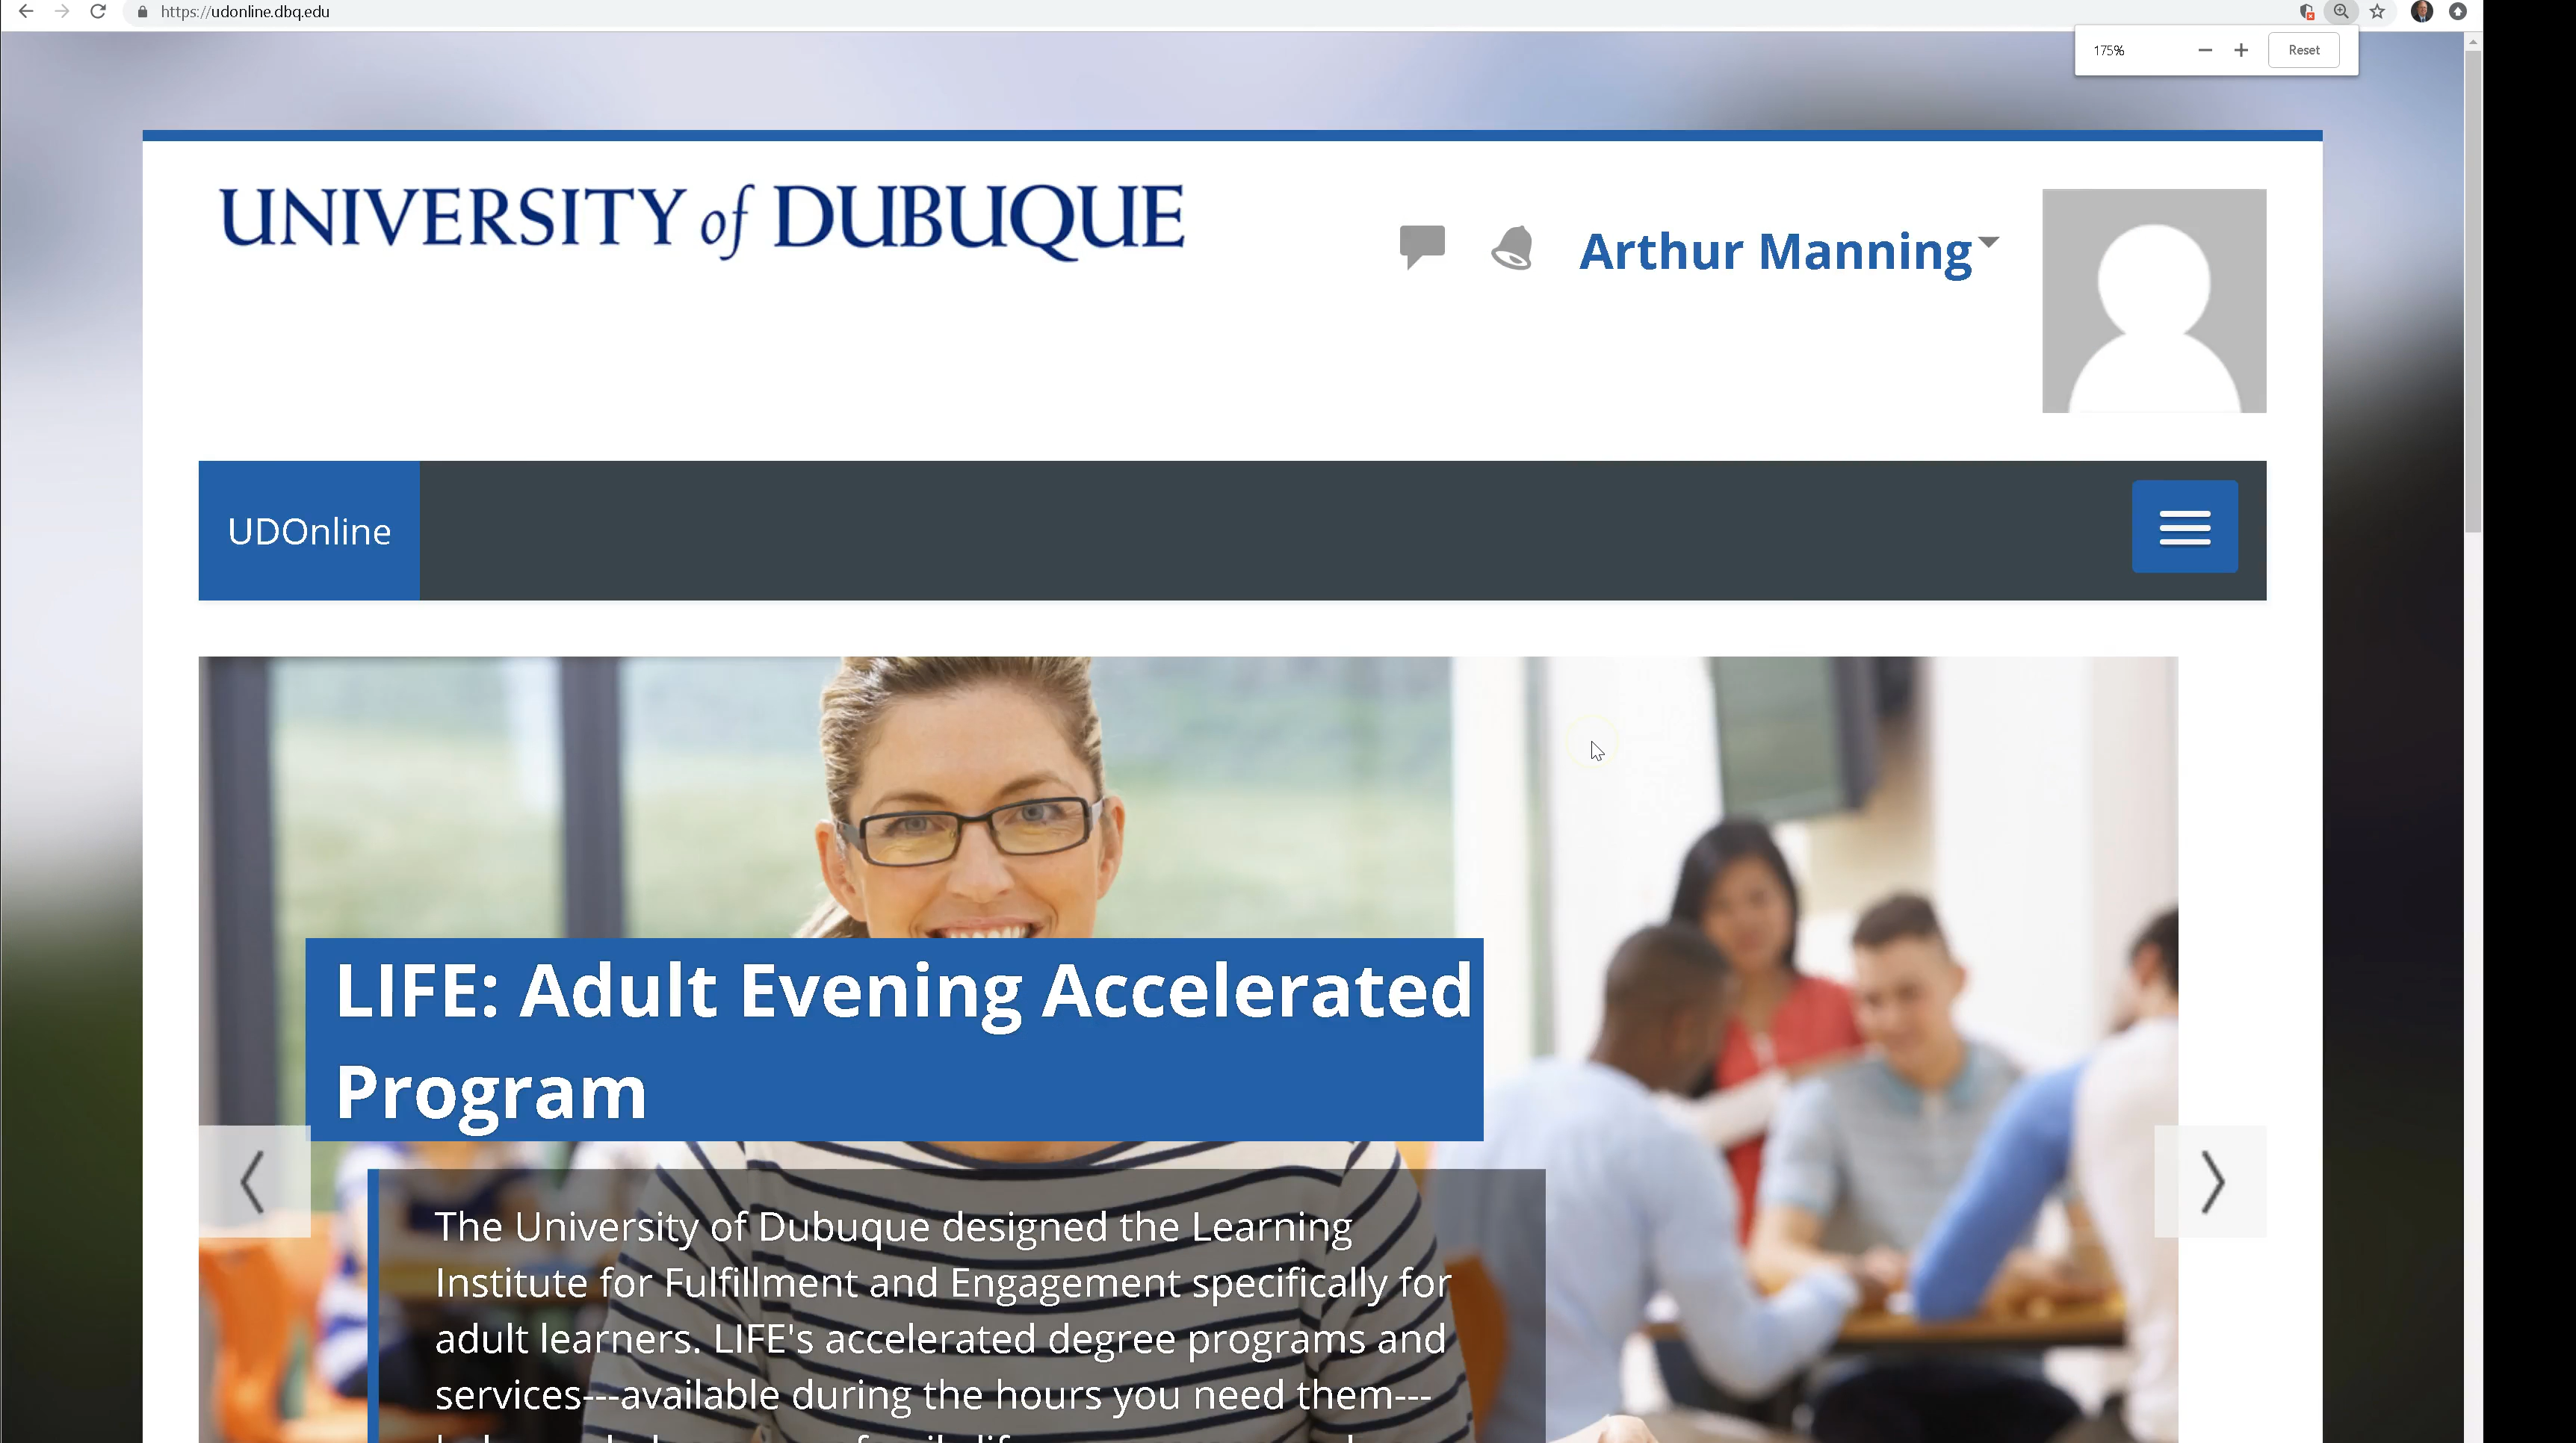 https://udonline.dbq.edu
175%
Reset
UNIVERSITY of DUBUQUE
Arthur Manning
UDOnline
LIFE: Adult Evening Accelerated
Program
The University of Dubuque designed the Learning
Institute for Fulfillment and Engagement specifically for
adult learners. LIFE's accelerated degree programs and
services---available during the hours you need them---